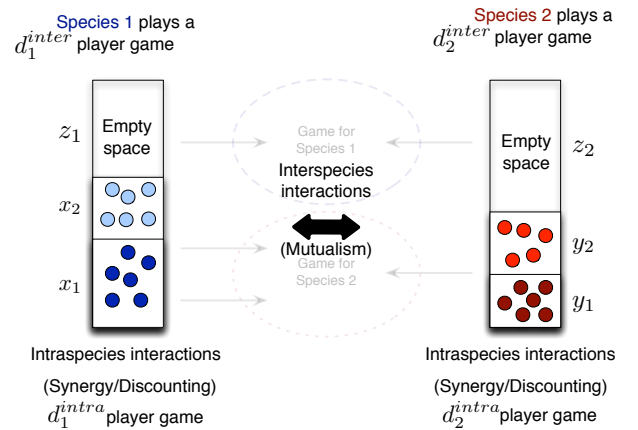 Species 1 plays a
d_1^{inter} player game
Species 2 plays a
d_2^{inter} player game
z_1
Empty
space
x_2
x_1
Game for
Species 1
Interspecies
interactions
(Mutualism)
Game for
Species 2
Empty
space
z_2
y_2
y_1
Intraspecies interactions
(Synergy/Discounting)
d_1^{intra} player game
Intraspecies interactions
(Synergy/Discounting)
d_2^{intra} player game